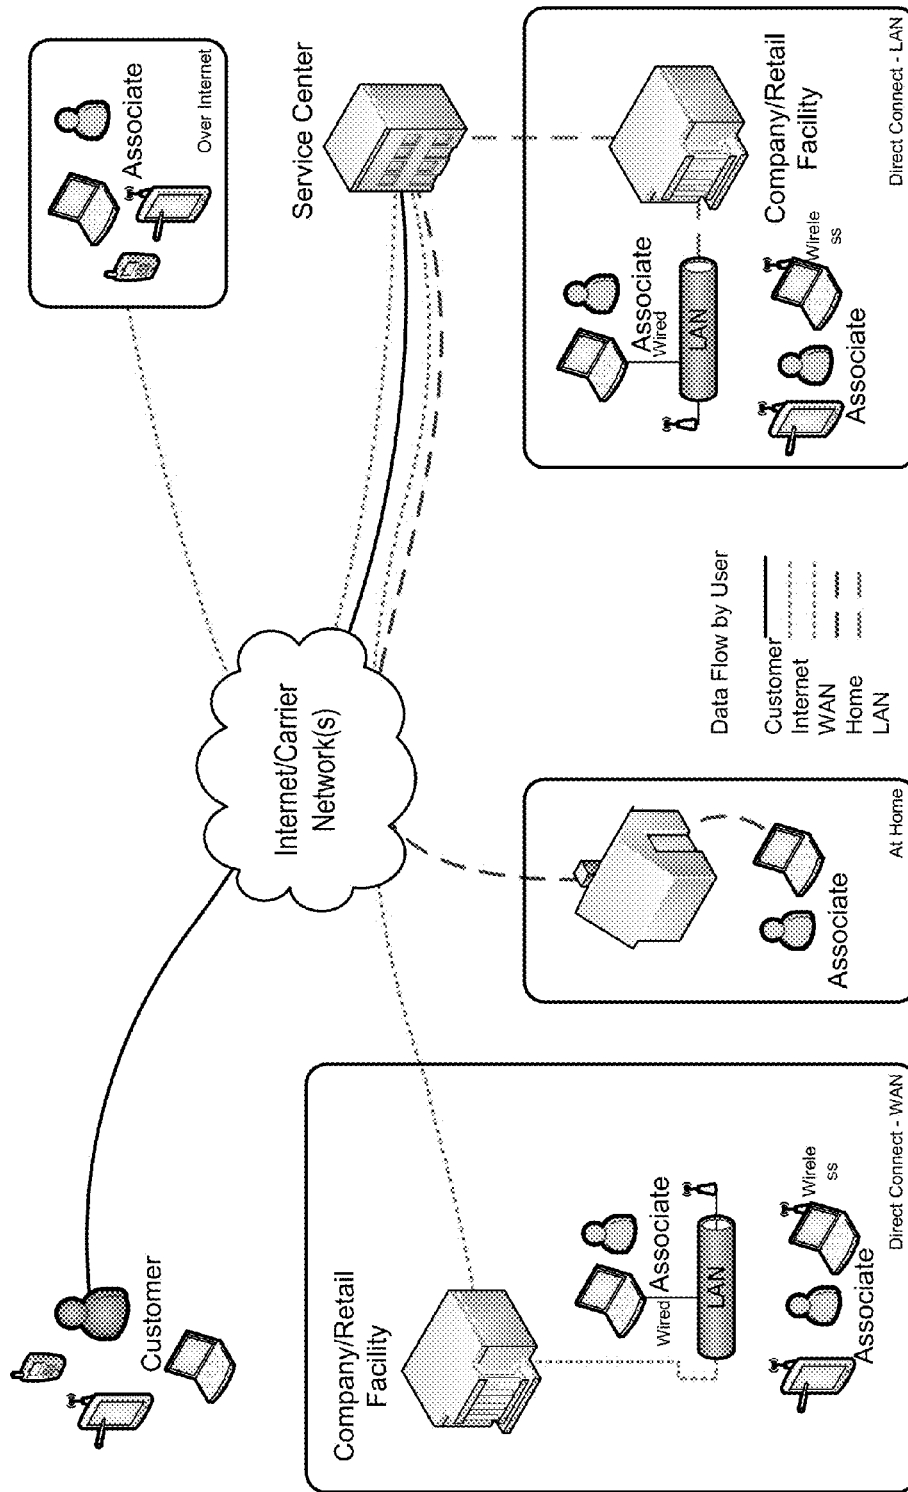 Customer
Internet/Carrier
Network(s)
Associate
Over Internet
Service Center
Company/Retail
Facility
Associate
Wired
LAN
Associate
Wirele
ss
Direct Connect - WAN
Associate
At Home
Data Flow by User
Customer
Internet
WAN
Home
LAN
Associate
Wired
LAN
Company/Retail
Facility
Associate
Wirele
ss
Direct Connect - LAN